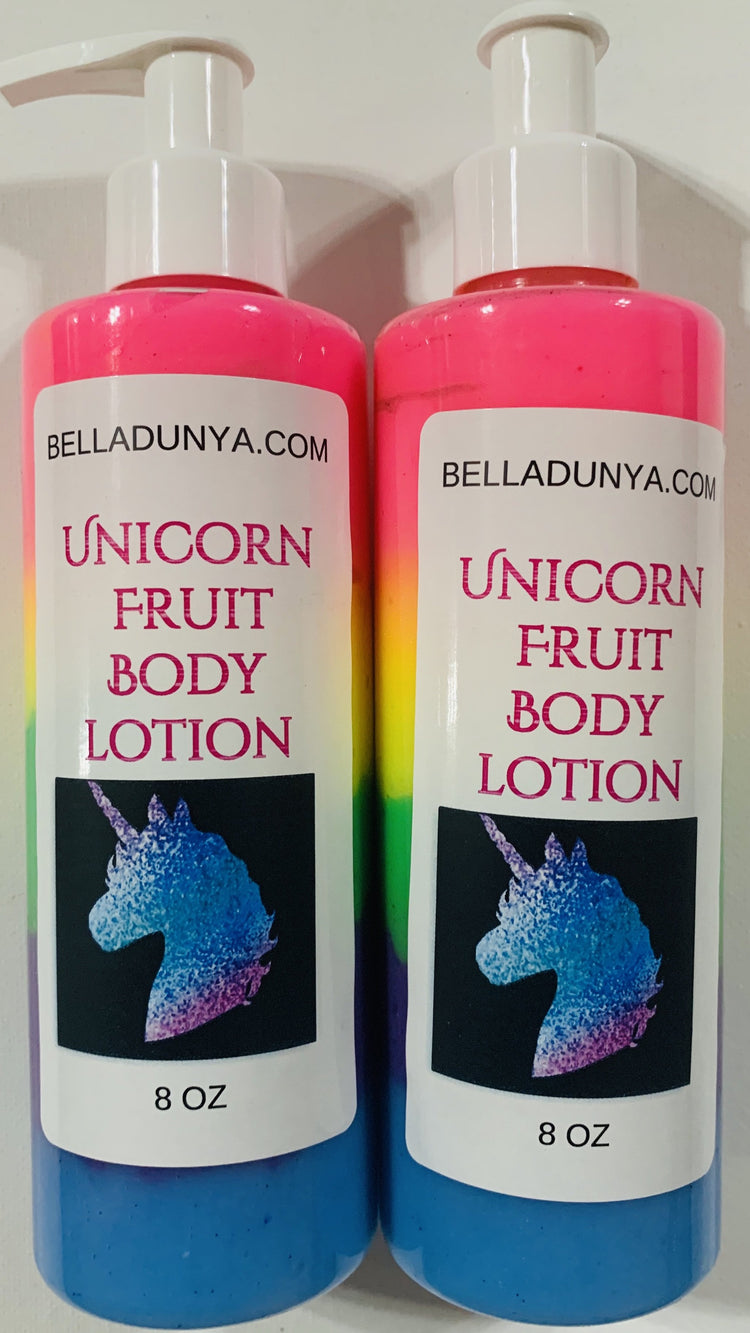 BELLADUNYA.COM
UNICORN
FRUIT
BODY
LOTION
8 OZ
BELLADUNYA.COM
UNICORN
FRUIT
BODY
LOTION
8 OZ